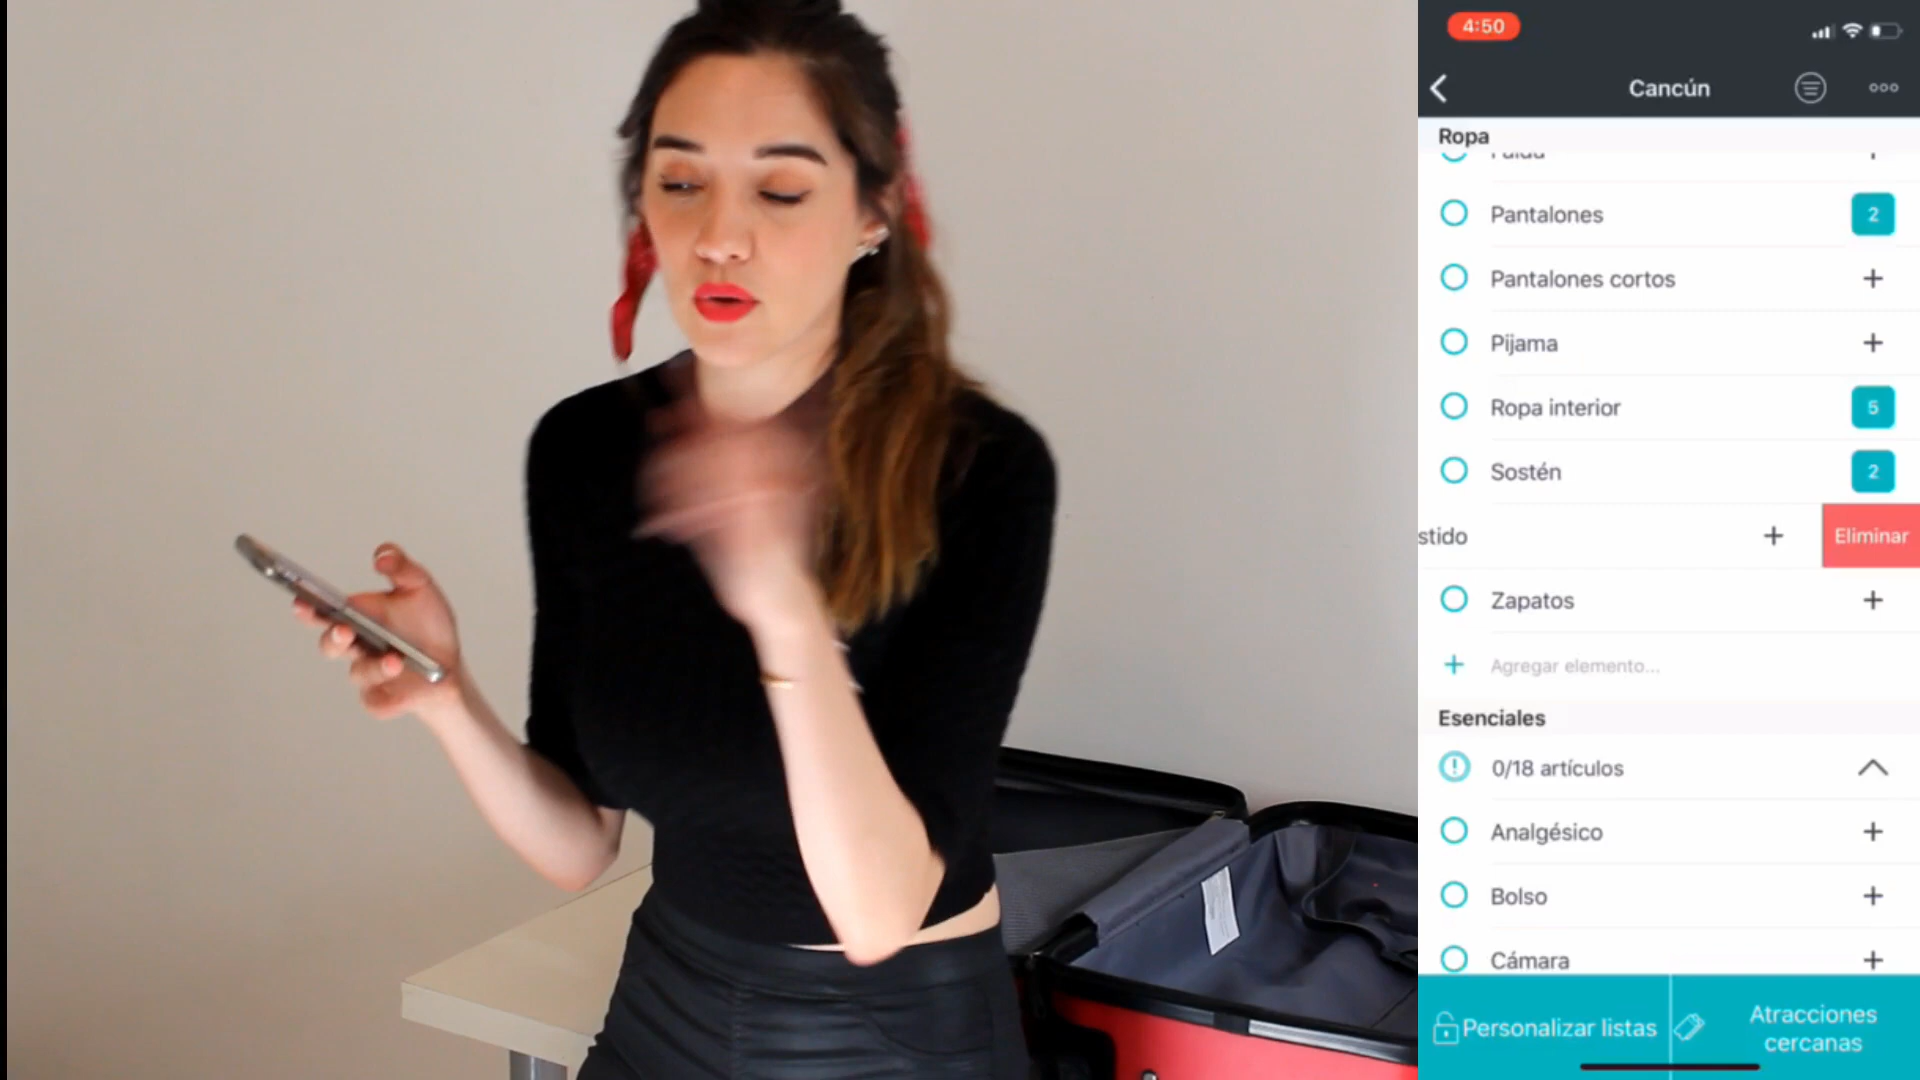 4:50
Cancún
Ropa
Pantalones 2
Pantalones cortos +
Pijama +
Ropa interior 5
Sostén 2
stido + Eliminar
Zapatos +
+ Agregar elemento...
Esenciales
0/18 artículos
Analgésico +
Bolso +
Cámara +
Personalizar listas
Atracciones
cercanas